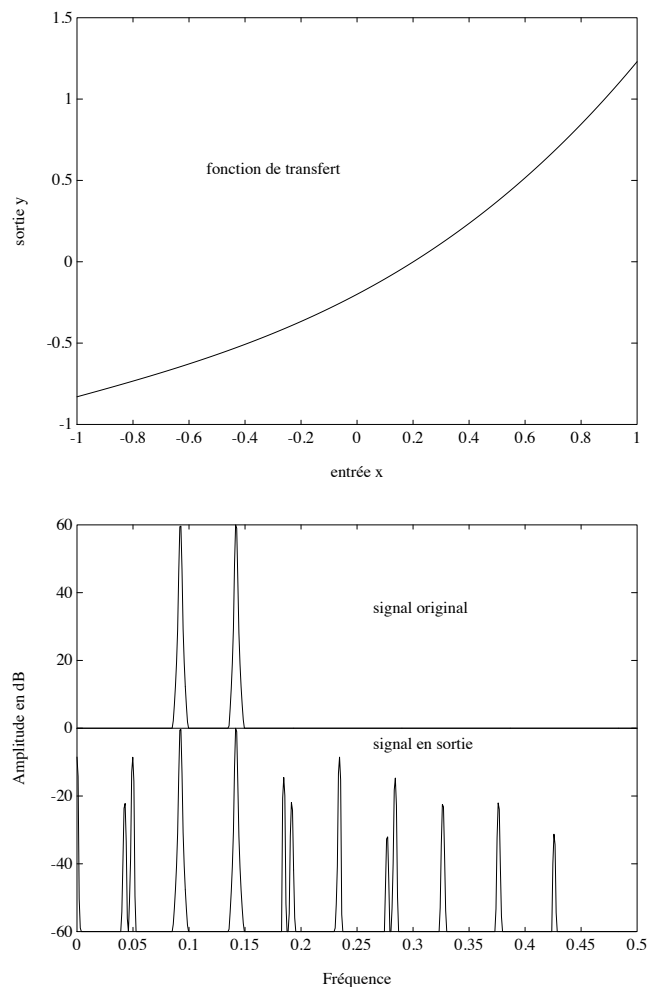 1.5
1
0.5
0
-0.5
-1
fonction de transfert
sortie y
-1 -0.8 -0.6 -0.4 -0.2 0 0.2 0.4 0.6 0.8 1
entrée x
60
40
20
0
-20
-40
-60
signal original
signal en sortie
Amplitude en dB
0 0.05 0.1 0.15 0.2 0.25 0.3 0.35 0.4 0.45 0.5
Fréquence